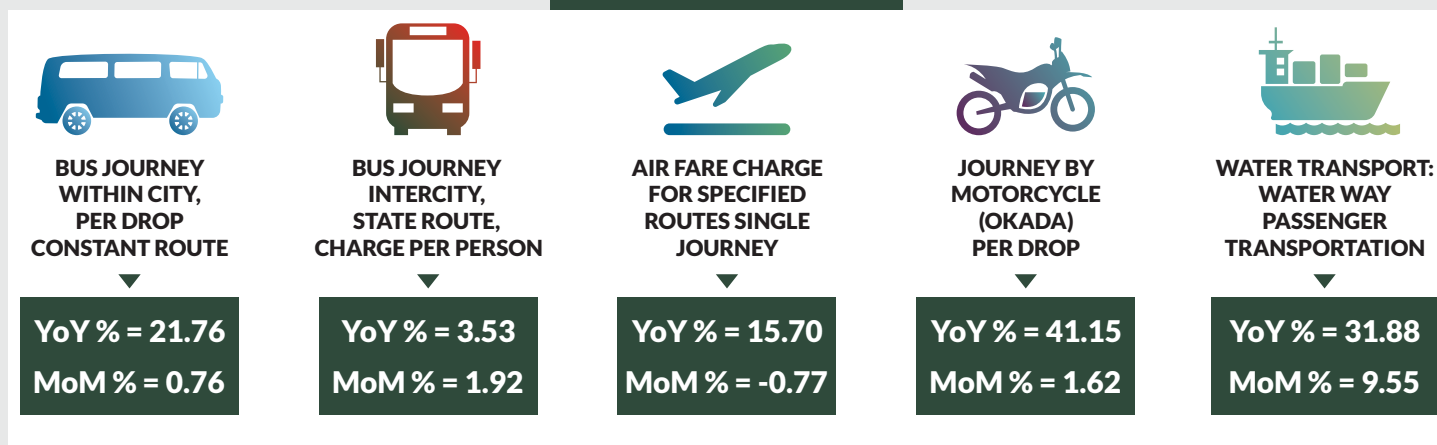 BUS JOURNEY
WITHIN CITY,
PER DROP
CONSTANT ROUTE
YoY % = 21.76
MoM % = 0.76
BUS JOURNEY
INTERCITY,
STATE ROUTE,
CHARGE PER PERSON
YoY % = 3.53
MoM % = 1.92
AIR FARE CHARGE
FOR SPECIFIED
ROUTES SINGLE
JOURNEY
YoY % = 15.70
MoM % = -0.77
JOURNEY BY
MOTORCYCLE
(OKADA)
PER DROP
YoY % = 41.15
MoM % = 1.62
WATER TRANSPORT:
WATER WAY
PASSENGER
TRANSPORTATION
YoY % = 31.88
MoM % = 9.55